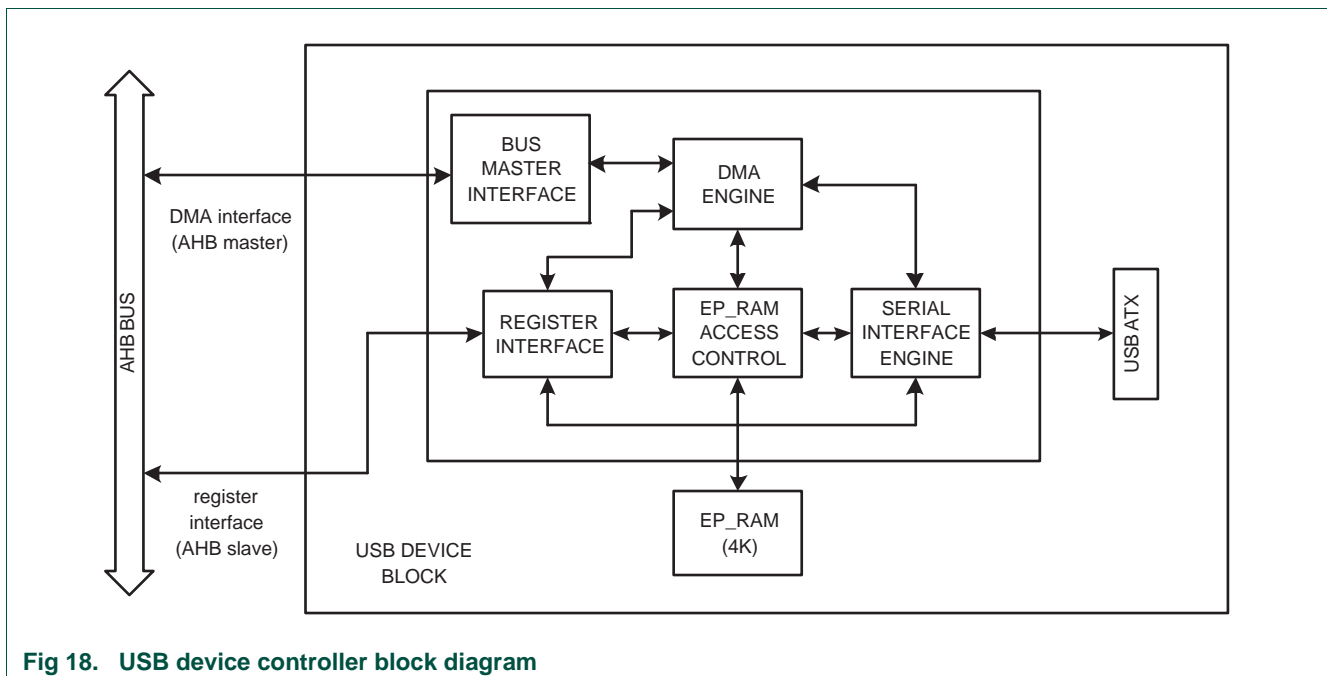 BUS
MASTER
INTERFACE
DMA
ENGINE
DMA interface
(AHB master)
AHB BUS
REGISTER
INTERFACE
EP_RAM
ACCESS
CONTROL
SERIAL
INTERFACE
ENGINE
USB ATX
register
interface
(AHB slave)
USB DEVICE
BLOCK
EP_RAM
(4K)
Fig 18. USB device controller block diagram